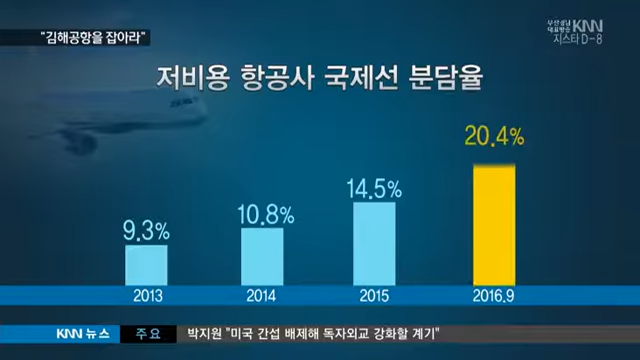 "김해공항을 잡아라"
부산경남
대표방송 KNN
지스타 D-8
저비용 항공사 국제선 분담율
20.4%
14.5%
10.8%
9.3%
2013 2014 2015 2016.9
KNN 뉴스 주요 박지원 "미국 간섭 배제해 독자외교 강화할 계기"